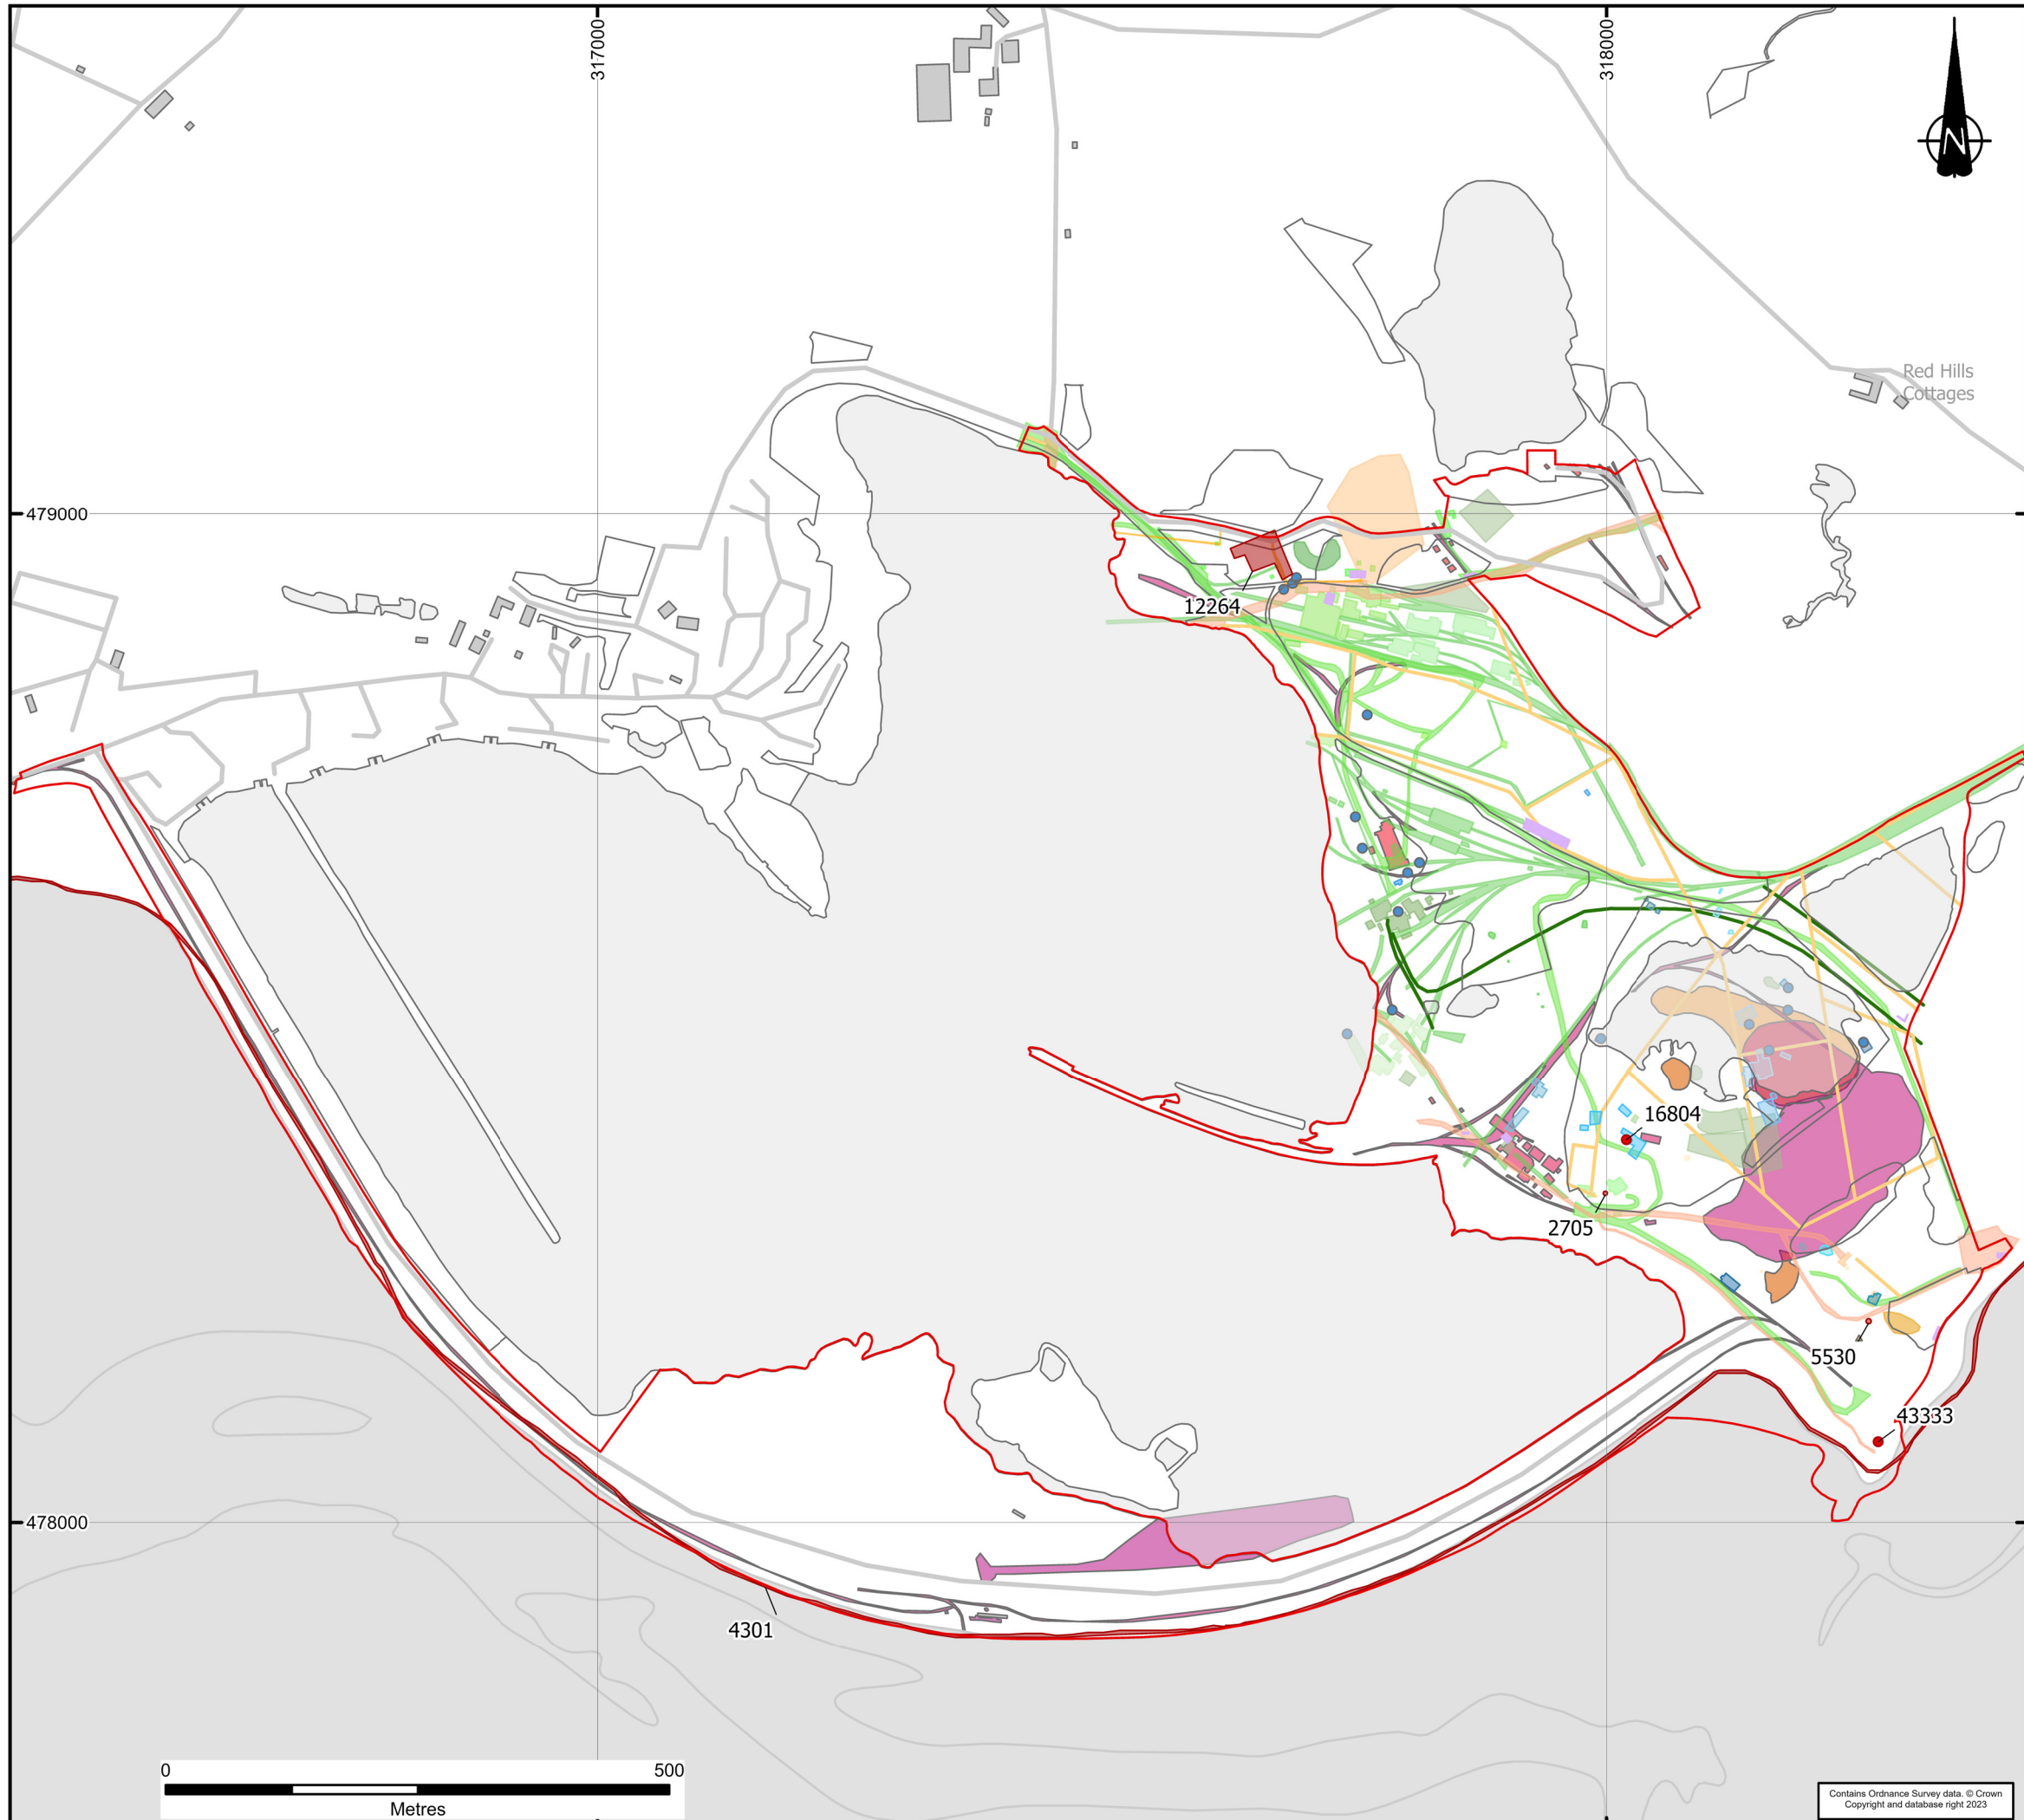 317000
318000
N
Red Hills
Cottages
479000
12264
16804
2705
5530
43333
478000
4301
0 500
Metres
Contains Ordnance Survey data. © Crown
Copyright and database right 2023